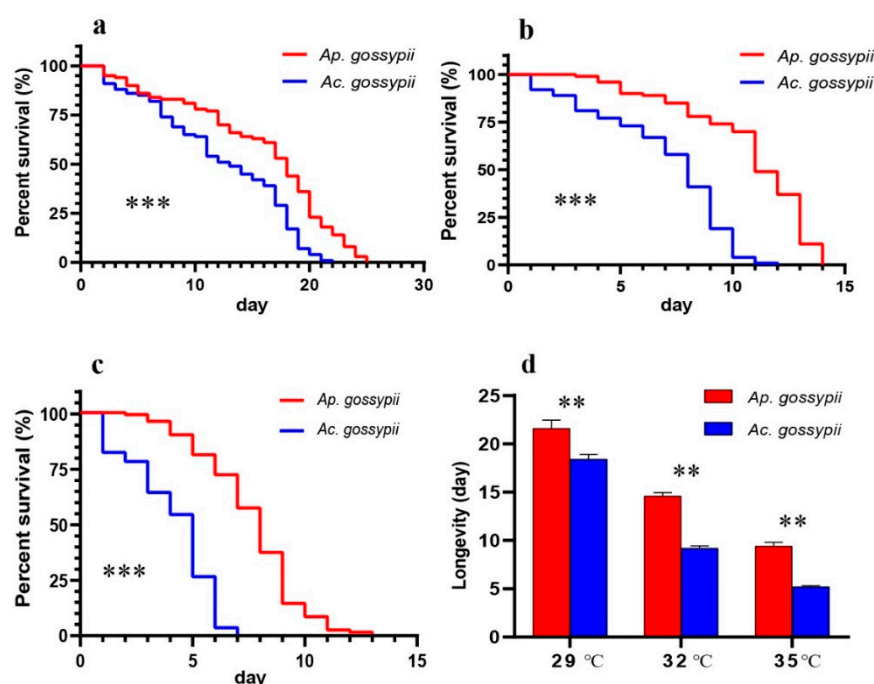 a
Ap. gossypii
Ac. gossypii
Percent survival (%)
100
75
50
25
0
***
0 10 20 30
day
b
Ap. gossypii
Ac. gossypii
Percent survival (%)
100
75
50
25
0
***
0 5 10 15
day
c
Ap. gossypii
Ac. gossypii
Percent survival (%)
100
75
50
25
0
***
0 5 10 15
day
d
Ap. gossypii
Ac. gossypii
Longevity (day)
25
20
15
10
5
0
**
**
**
29 °C 32 °C 35 °C